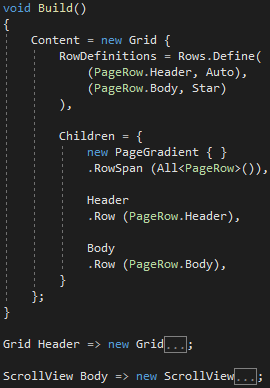 void Build()
{
    Content = new Grid {
        RowDefinitions = Rows.Define(
            (PageRow.Header, Auto),
            (PageRow.Body, Star)
        ),

        Children = {
            new PageGradient { }
            .RowSpan (All<PageRow>()),

            Header
            .Row (PageRow.Header),

            Body
            .Row (PageRow.Body),
        }
    };
}

Grid Header => new Grid...;

ScrollView Body => new ScrollView...;